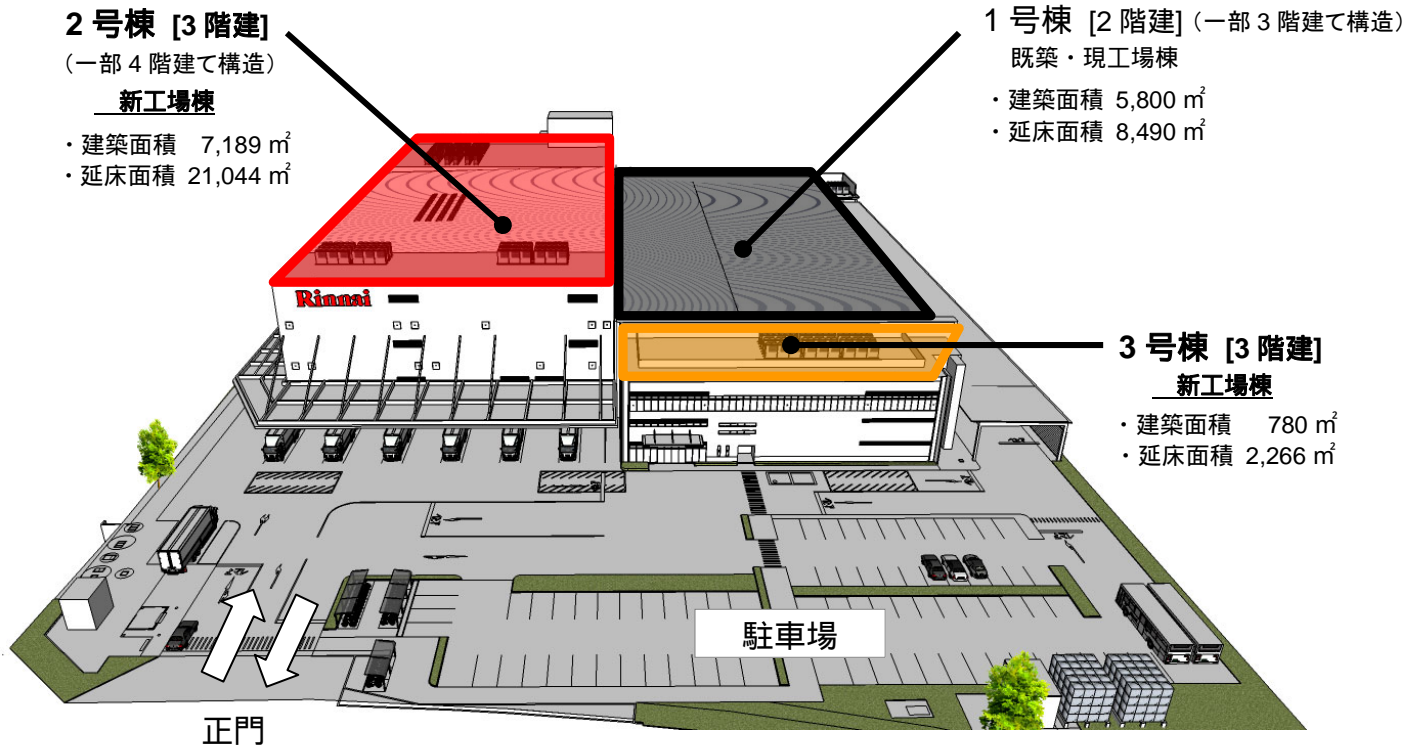 2 号棟 [3 階建]
（一部 4 階建て構造）
新工場棟
・建築面積 7,189 ㎡
・延床面積 21,044 ㎡
1 号棟 [2 階建]（一部 3 階建て構造）
既築・現工場棟
・建築面積 5,800 ㎡
・延床面積 8,490 ㎡
Rinnai
3 号棟 [3 階建]
新工場棟
・建築面積 780 ㎡
・延床面積 2,266 ㎡
駐車場
正門